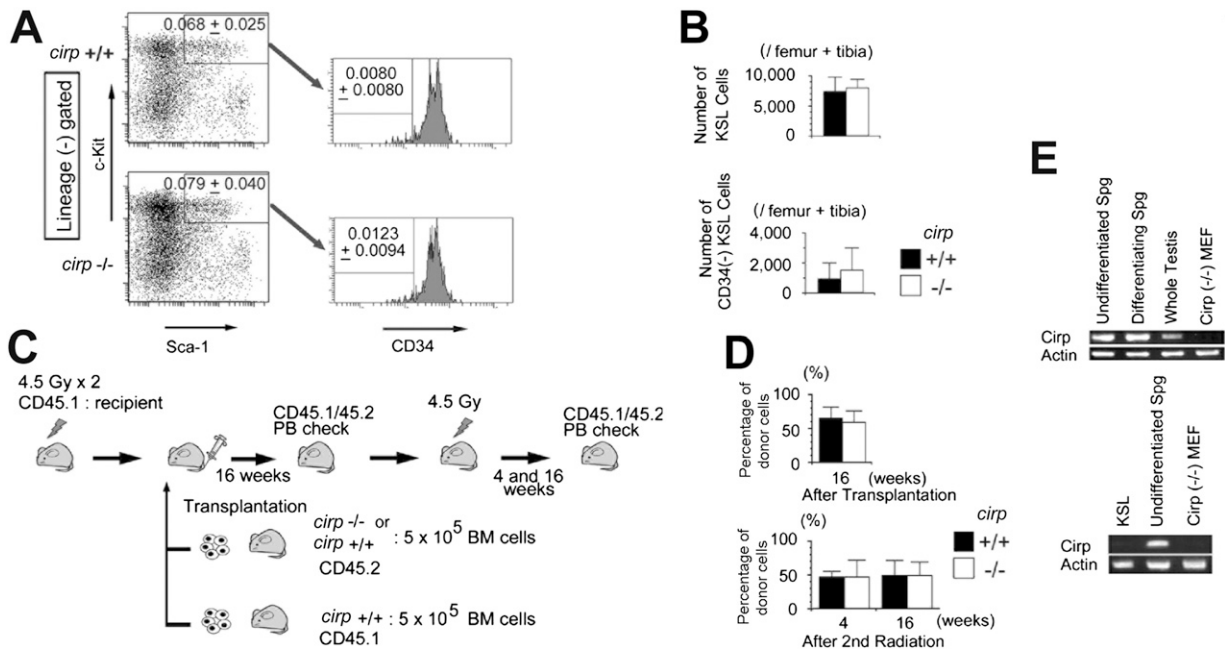 A
cirp +/+
0.068 ± 0.025
0.0080
± 0.0080
Lineage (-) gated
c-Kit
0.079 ± 0.040
0.0123
± 0.0094
cirp -/-
Sca-1
CD34
B
(/ femur + tibia)
Number of
KSL Cells
10,000
5,000
0
(/ femur + tibia)
Number of
CD34(-) KSL Cells
4,000
2,000
0
cirp
+/+
-/-
C
4.5 Gy x 2
CD45.1 : recipient
16 weeks
CD45.1/45.2
PB check
4.5 Gy
4 and 16
weeks
CD45.1/45.2
PB check
Transplantation
cirp -/- or
cirp +/+
: 5 x 10⁵ BM cells
CD45.2
cirp +/+ : 5 x 10⁵ BM cells
CD45.1
D
(%)
Percentage of
donor cells
100
50
0
16 (weeks)
After Transplantation
(%)
Percentage of
donor cells
100
50
0
4 16 (weeks)
After 2nd Radiation
cirp
+/+
-/-
E
Undifferentiated Spg
Differentiating Spg
Whole Testis
Cirp (-/-) MEF
Cirp
Actin
KSL
Undifferentiated Spg
Cirp (-/-) MEF
Cirp
Actin